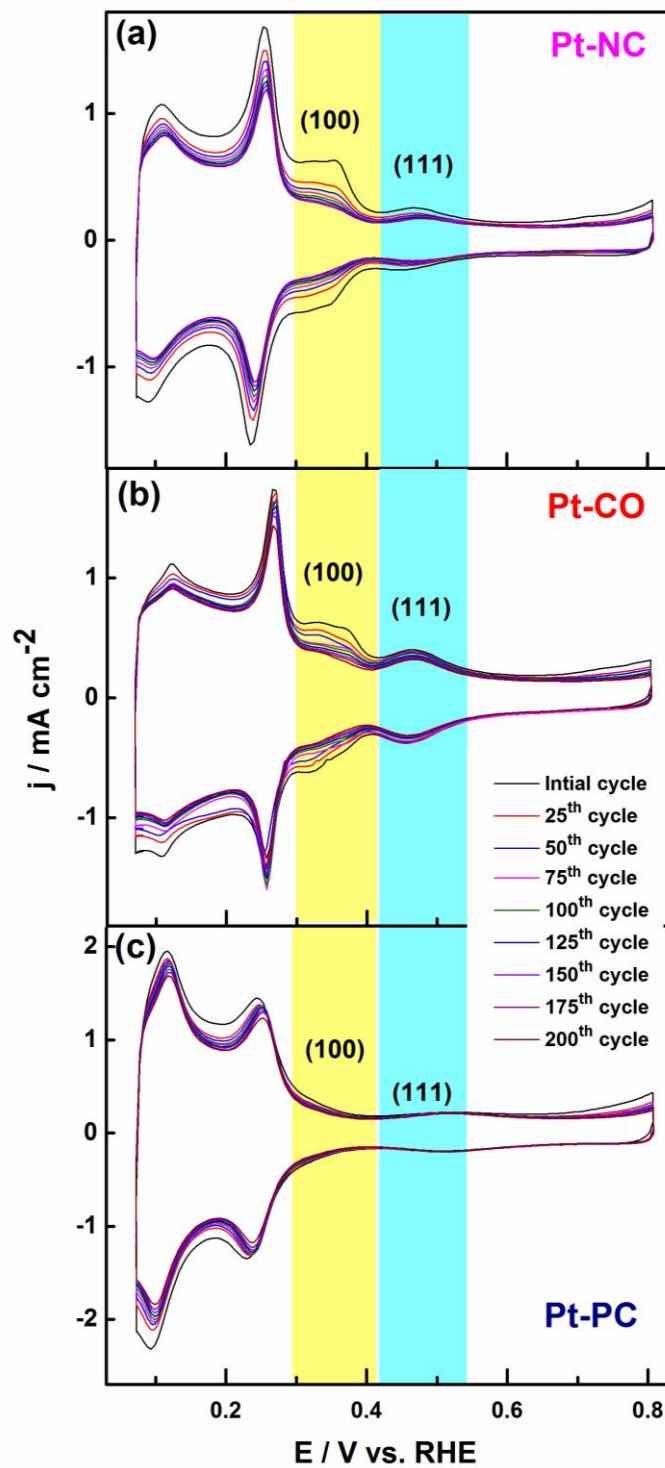 (a)
Pt-NC
(100)
(111)
1
0
-1
(b)
Pt-CO
(100)
(111)
1
0
-1
j / mA cm-2
Intial cycle
25th cycle
50th cycle
75th cycle
100th cycle
125th cycle
150th cycle
175th cycle
200th cycle
(c)
(100)
(111)
2
1
0
-1
-2
Pt-PC
0.2 0.4 0.6 0.8
E / V vs. RHE